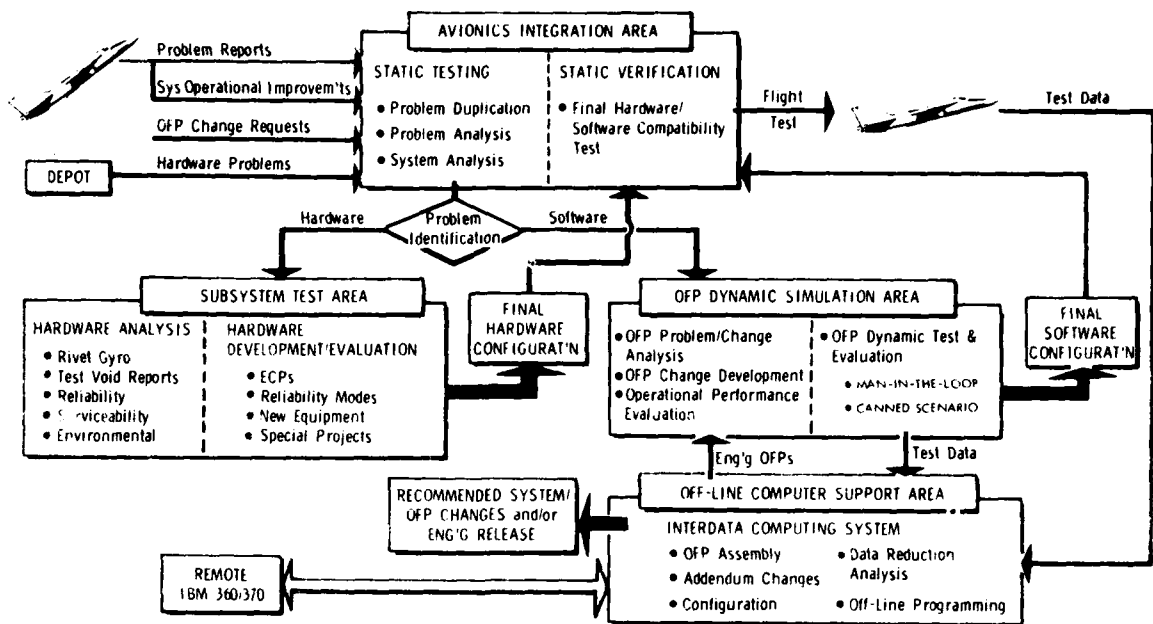 AVIONICS INTEGRATION AREA
Problem Reports
Sys Operational Improvem'ts
OFP Change Requests
Hardware Problems
DEPOT
STATIC TESTING
• Problem Duplication
• Problem Analysis
• System Analysis
STATIC VERIFICATION
• Final Hardware/
Software Compatibility
Test
Flight
Test
Test Data
Hardware
Problem
Identification
Software
SUBSYSTEM TEST AREA
HARDWARE ANALYSIS
• Rivet Gyro
• Test Void Reports
• Reliability
• Serviceability
• Environmental
HARDWARE
DEVELOPMENT/EVALUATION
• ECPs
• Reliability Modes
• New Equipment
• Special Projects
FINAL
HARDWARE
CONFIGURAT'N
OFP DYNAMIC SIMULATION AREA
• OFP Problem/Change
Analysis
• OFP Change Development
• Operational Performance
Evaluation
• OFP Dynamic Test &
Evaluation
• MAN-IN-THE-LOOP
• CANNED SCENARIO
FINAL
SOFTWARE
CONFIGURAT'N
Eng'g OFPs
Test Data
RECOMMENDED SYSTEM/
OFP CHANGES and/or
ENG'G RELEASE
OFF-LINE COMPUTER SUPPORT AREA
INTERDATA COMPUTING SYSTEM
• OFP Assembly
• Addendum Changes
• Configuration
• Data Reduction
Analysis
• Off-Line Programming
REMOTE
IBM 360/370